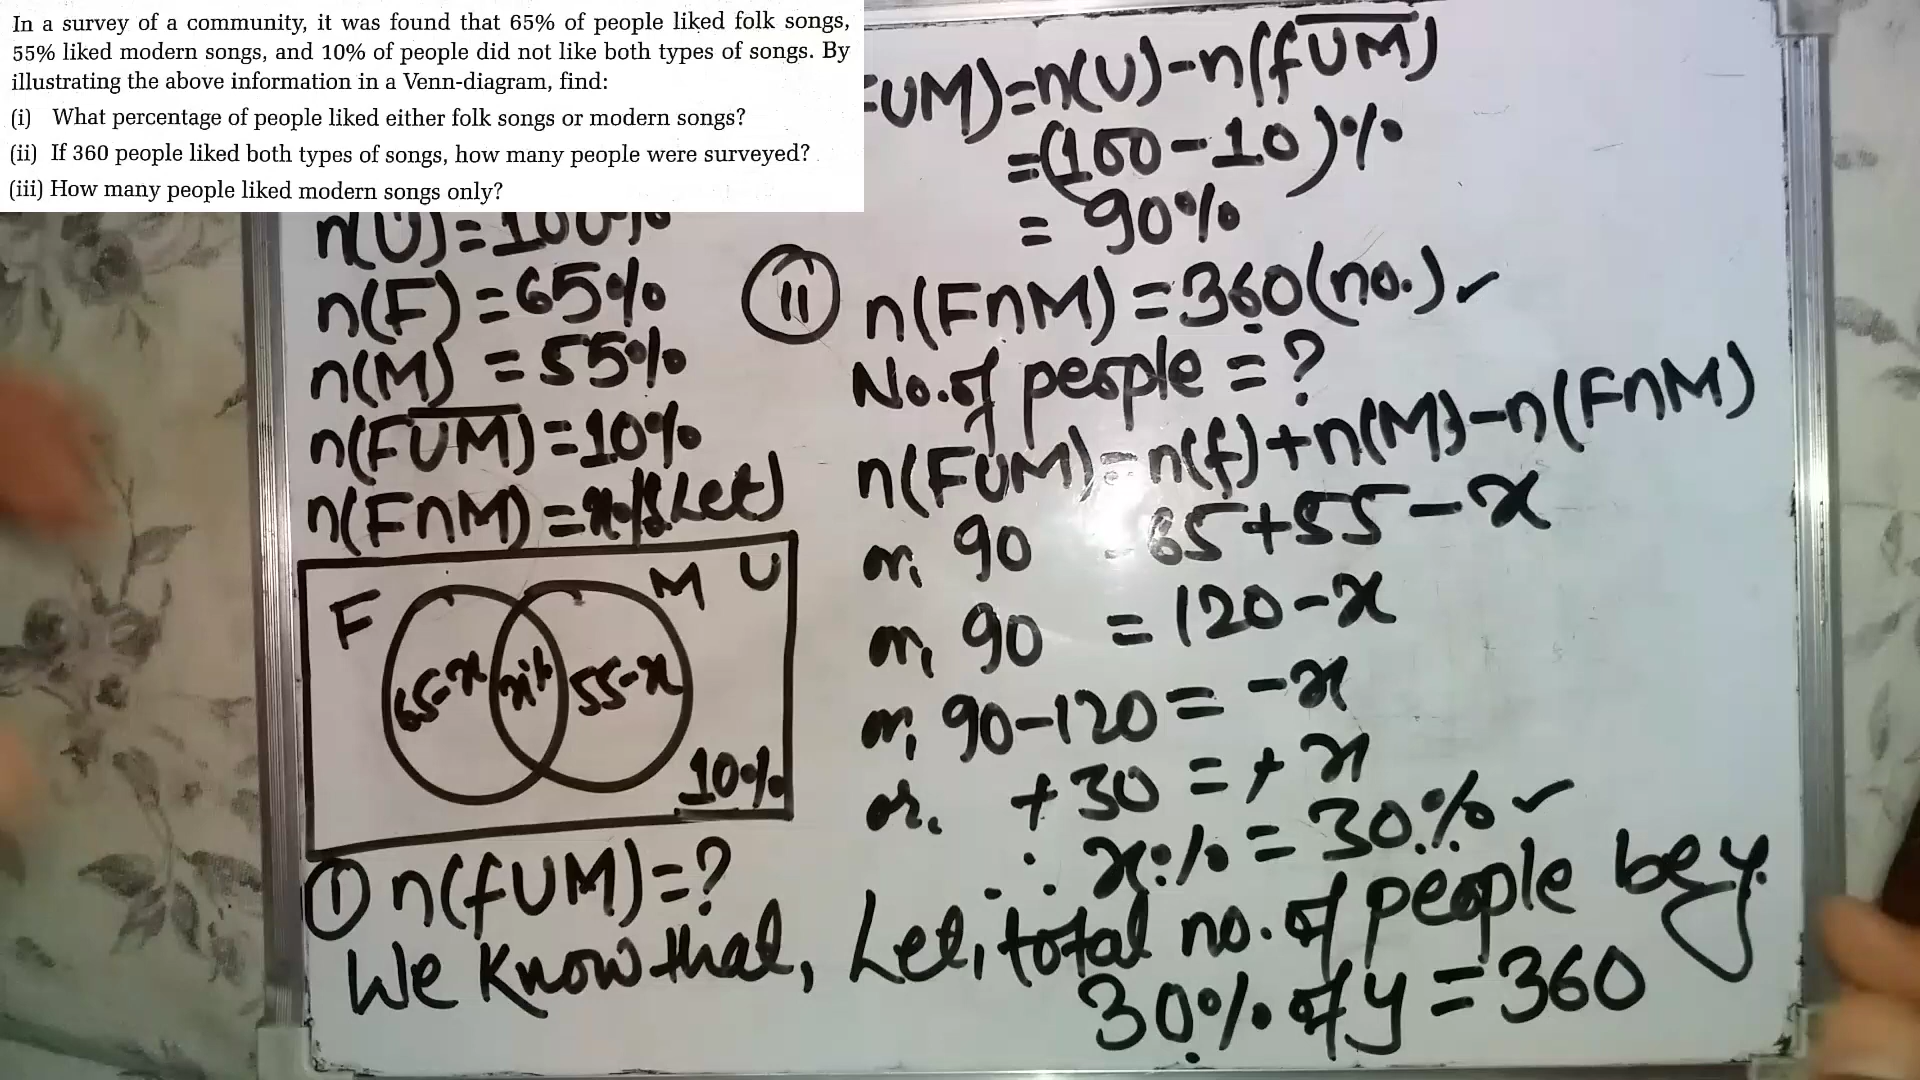 In a survey of a community, it was found that 65% of people liked folk songs,
55% liked modern songs, and 10% of people did not like both types of songs. By
illustrating the above information in a Venn-diagram, find:
(i) What percentage of people liked either folk songs or modern songs?
(ii) If 360 people liked both types of songs, how many people were surveyed?
(iii) How many people liked modern songs only?
n(U)=100%
n(F)=65%
n(M)=55%
n(F̅U̅M̅)=10%
n(F∩M)=x%(Let)
F M U
65-x x% 55-x
10%
① n(FUM)=?
We know that,
UM)=n(U)-n(F̅U̅M̅)
=(100-10)%
= 90%
ⓘⓘ n(F∩M)=360(no.)✓
No. of people = ?
n(FUM)=n(f)+n(M)-n(F∩M)
or, 90 = 65+55-x
or, 90 = 120-x
or, 90-120 = -x
or, +30 = +x
∴ x% = 30% ✓
Let, total no. of people be y.
30% of y = 360